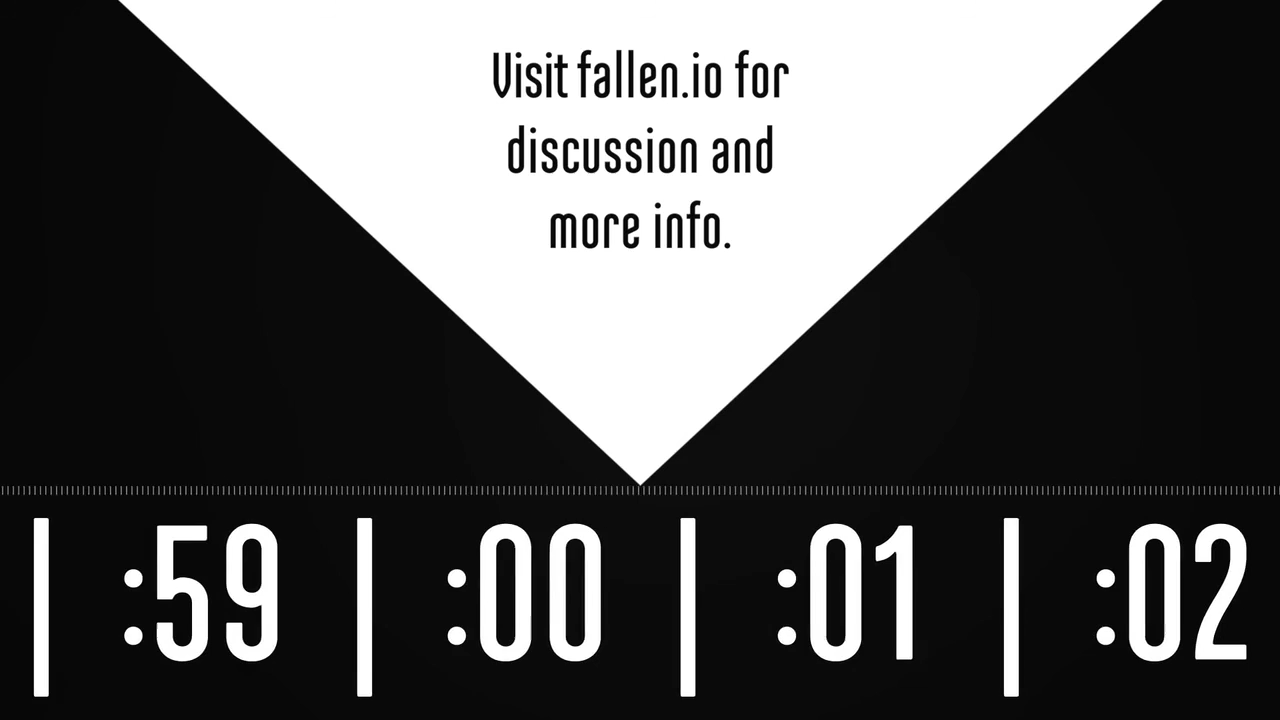 Visit fallen.io for
discussion and
more info.
:59 :00 :01 :02